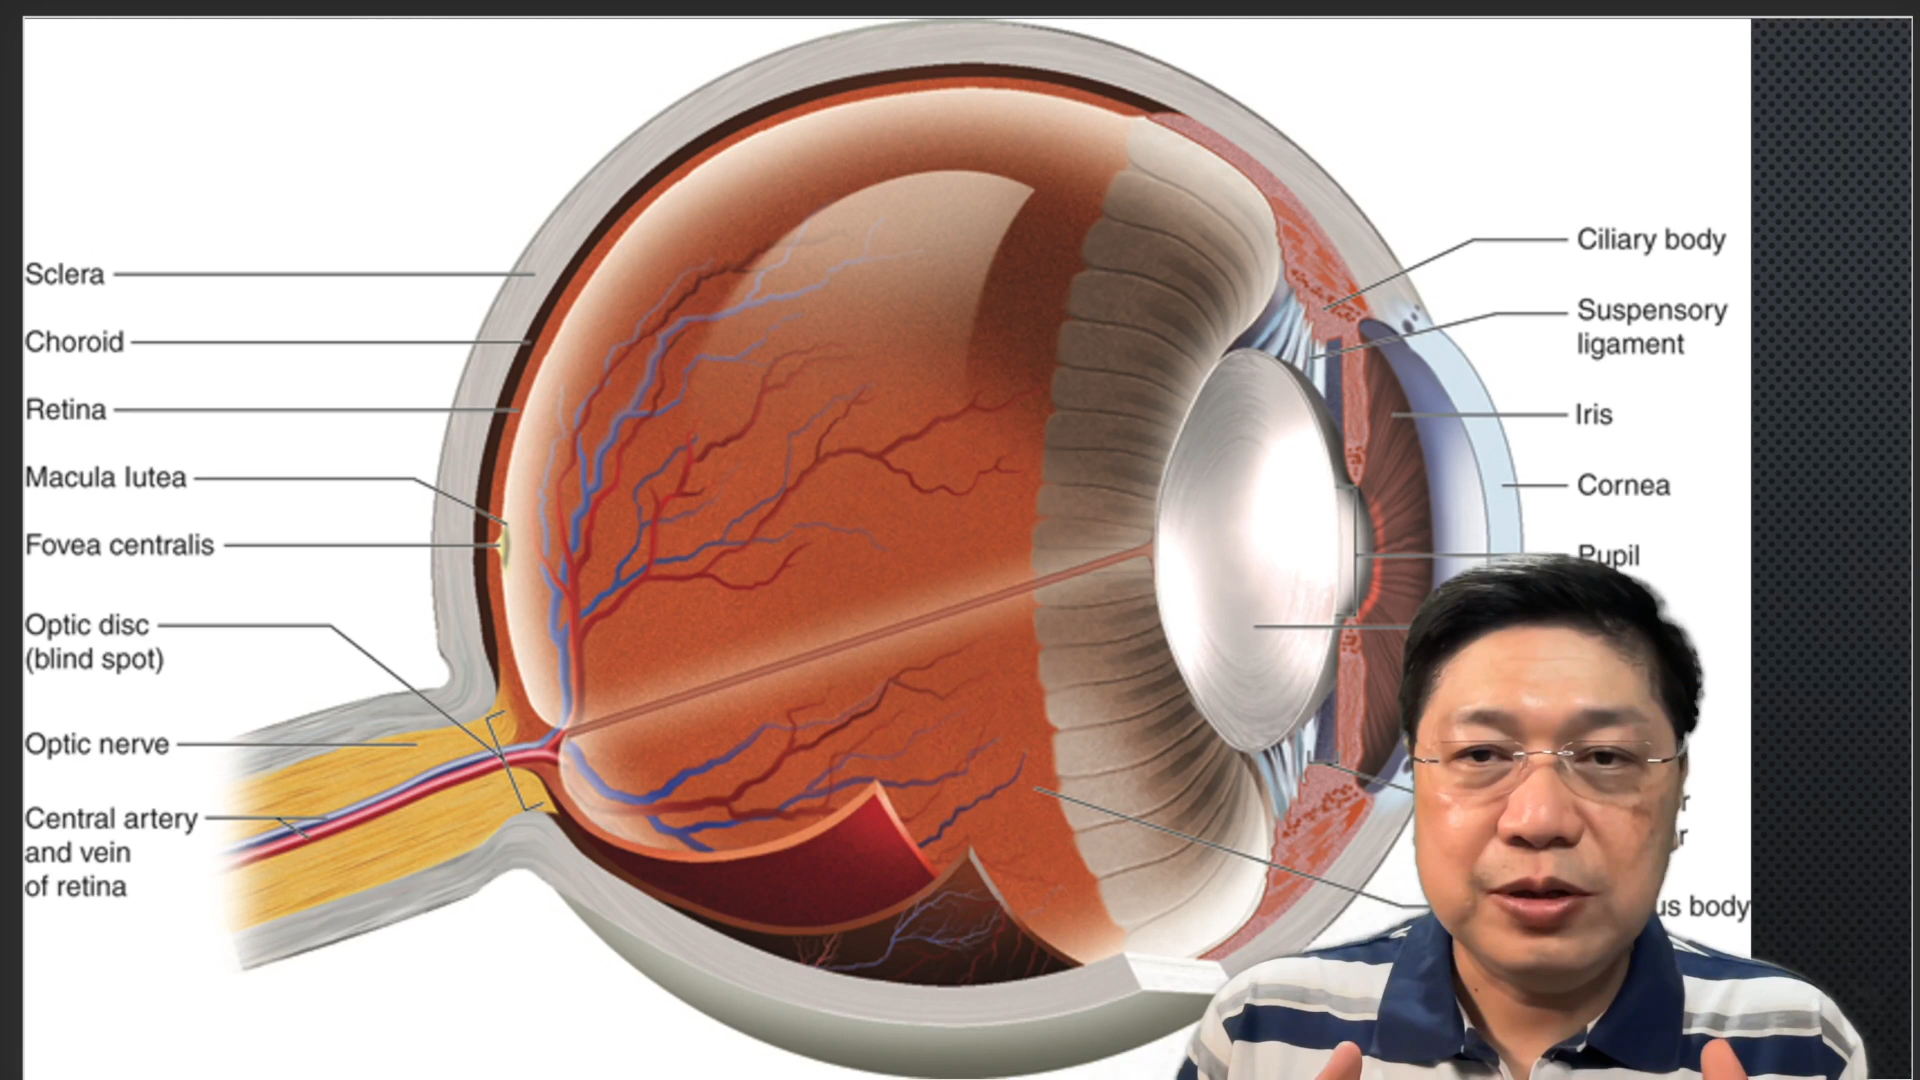 Sclera
Choroid
Retina
Macula lutea
Fovea centralis
Optic disc
(blind spot)
Optic nerve
Central artery
and vein
of retina
Ciliary body
Suspensory
ligament
Iris
Cornea
Pupil
body